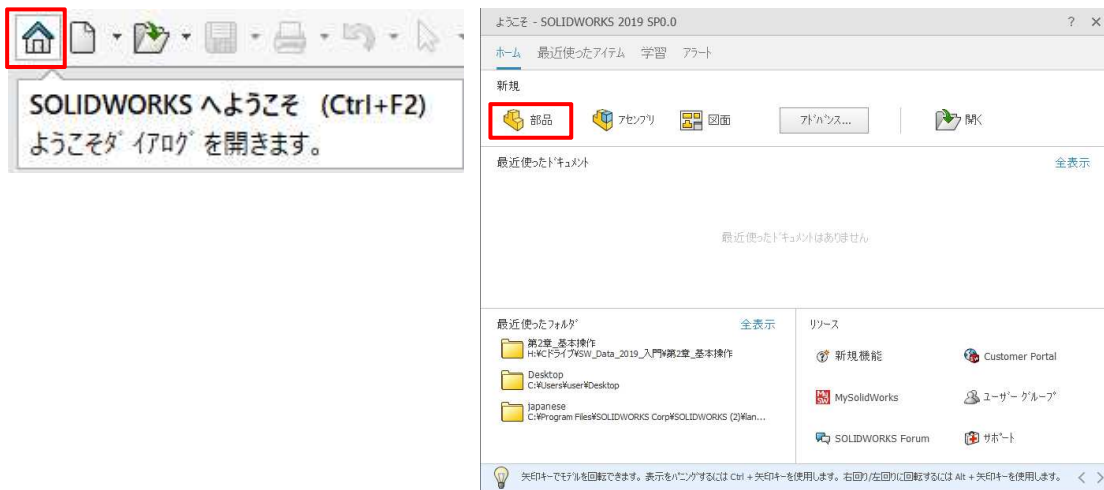 SOLIDWORKS へようこそ (Ctrl+F2)
ようこそダイアログを開きます。
ようこそ - SOLIDWORKS 2019 SP0.0
ホーム 最近使ったアイテム 学習 アラート
新規
部品 アセンブリ 図面 アドバンス... 開く
最近使ったドキュメント 全表示
最近使ったドキュメントはありません
最近使ったフォルダ 全表示
第2章_基本操作
H:¥Cドライブ¥SW_Data_2019_入門¥第2章_基本操作
Desktop
C:¥Users¥user¥Desktop
japanese
C:¥Program Files¥SOLIDWORKS Corp¥SOLIDWORKS (2)¥lan...
リソース
新規機能 Customer Portal
MySolidWorks ユーザー グループ
SOLIDWORKS Forum サポート
矢印キーでモデルを回転できます。表示をパニングするには Ctrl + 矢印キーを使用します。右回り/左回りに回転するには Alt + 矢印キーを使用します。